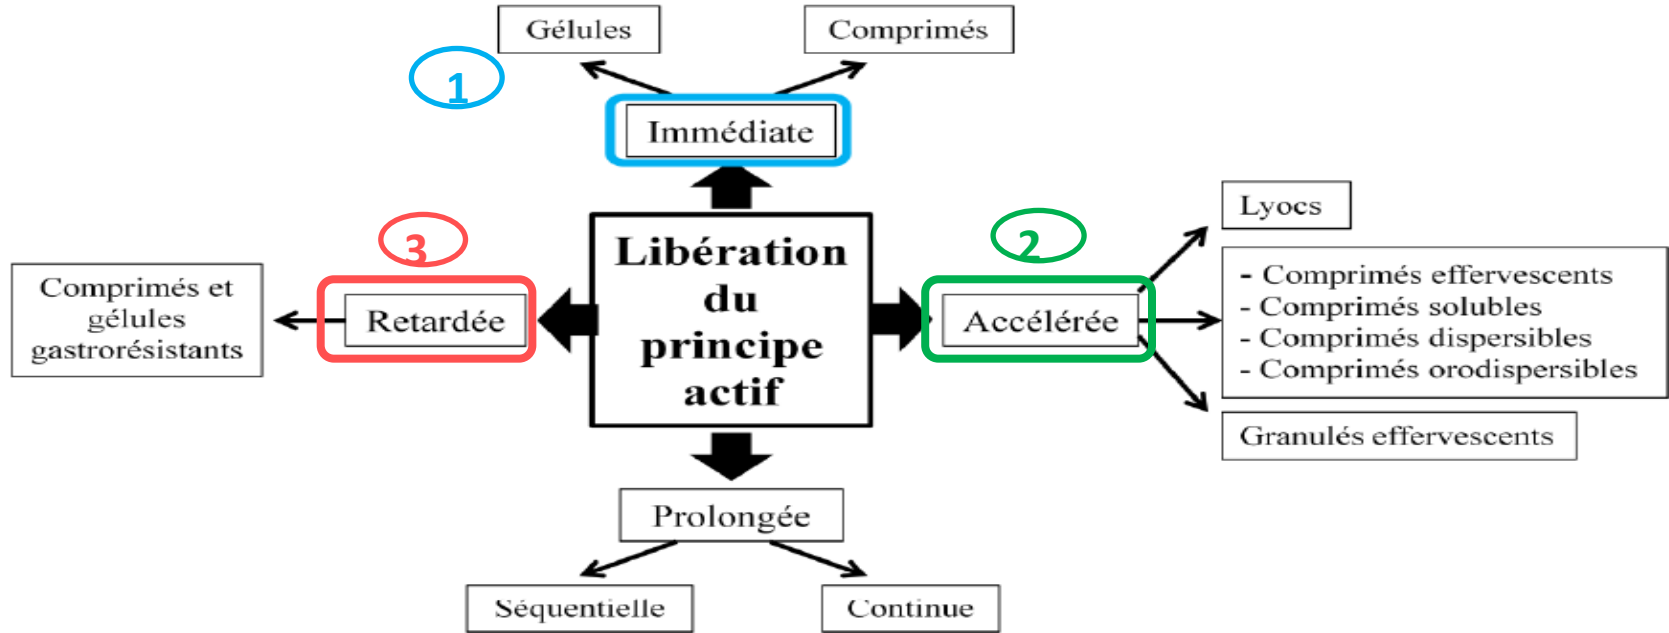 Gélules
Comprimés
1
Immédiate
Lyocs
3
2
Libération
du
principe
actif
Comprimés et
gélules
gastrorésistants
Retardée
Accélérée
- Comprimés effervescents
- Comprimés solubles
- Comprimés dispersibles
- Comprimés orodispersibles
Granulés effervescents
Prolongée
Séquentielle
Continue